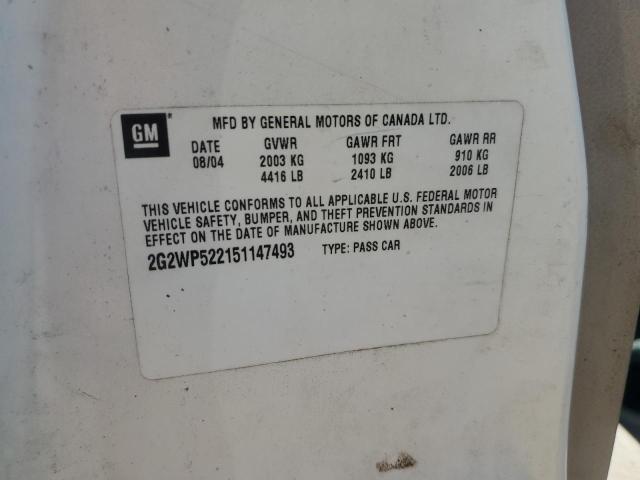 GM
MFD BY GENERAL MOTORS OF CANADA LTD.
DATE GVWR GAWR FRT GAWR RR
08/04 2003 KG 1093 KG 910 KG
4416 LB 2410 LB 2006 LB
THIS VEHICLE CONFORMS TO ALL APPLICABLE U.S. FEDERAL MOTOR
VEHICLE SAFETY, BUMPER, AND THEFT PREVENTION STANDARDS IN
EFFECT ON THE DATE OF MANUFACTURE SHOWN ABOVE.
2G2WP522151147493 TYPE: PASS CAR